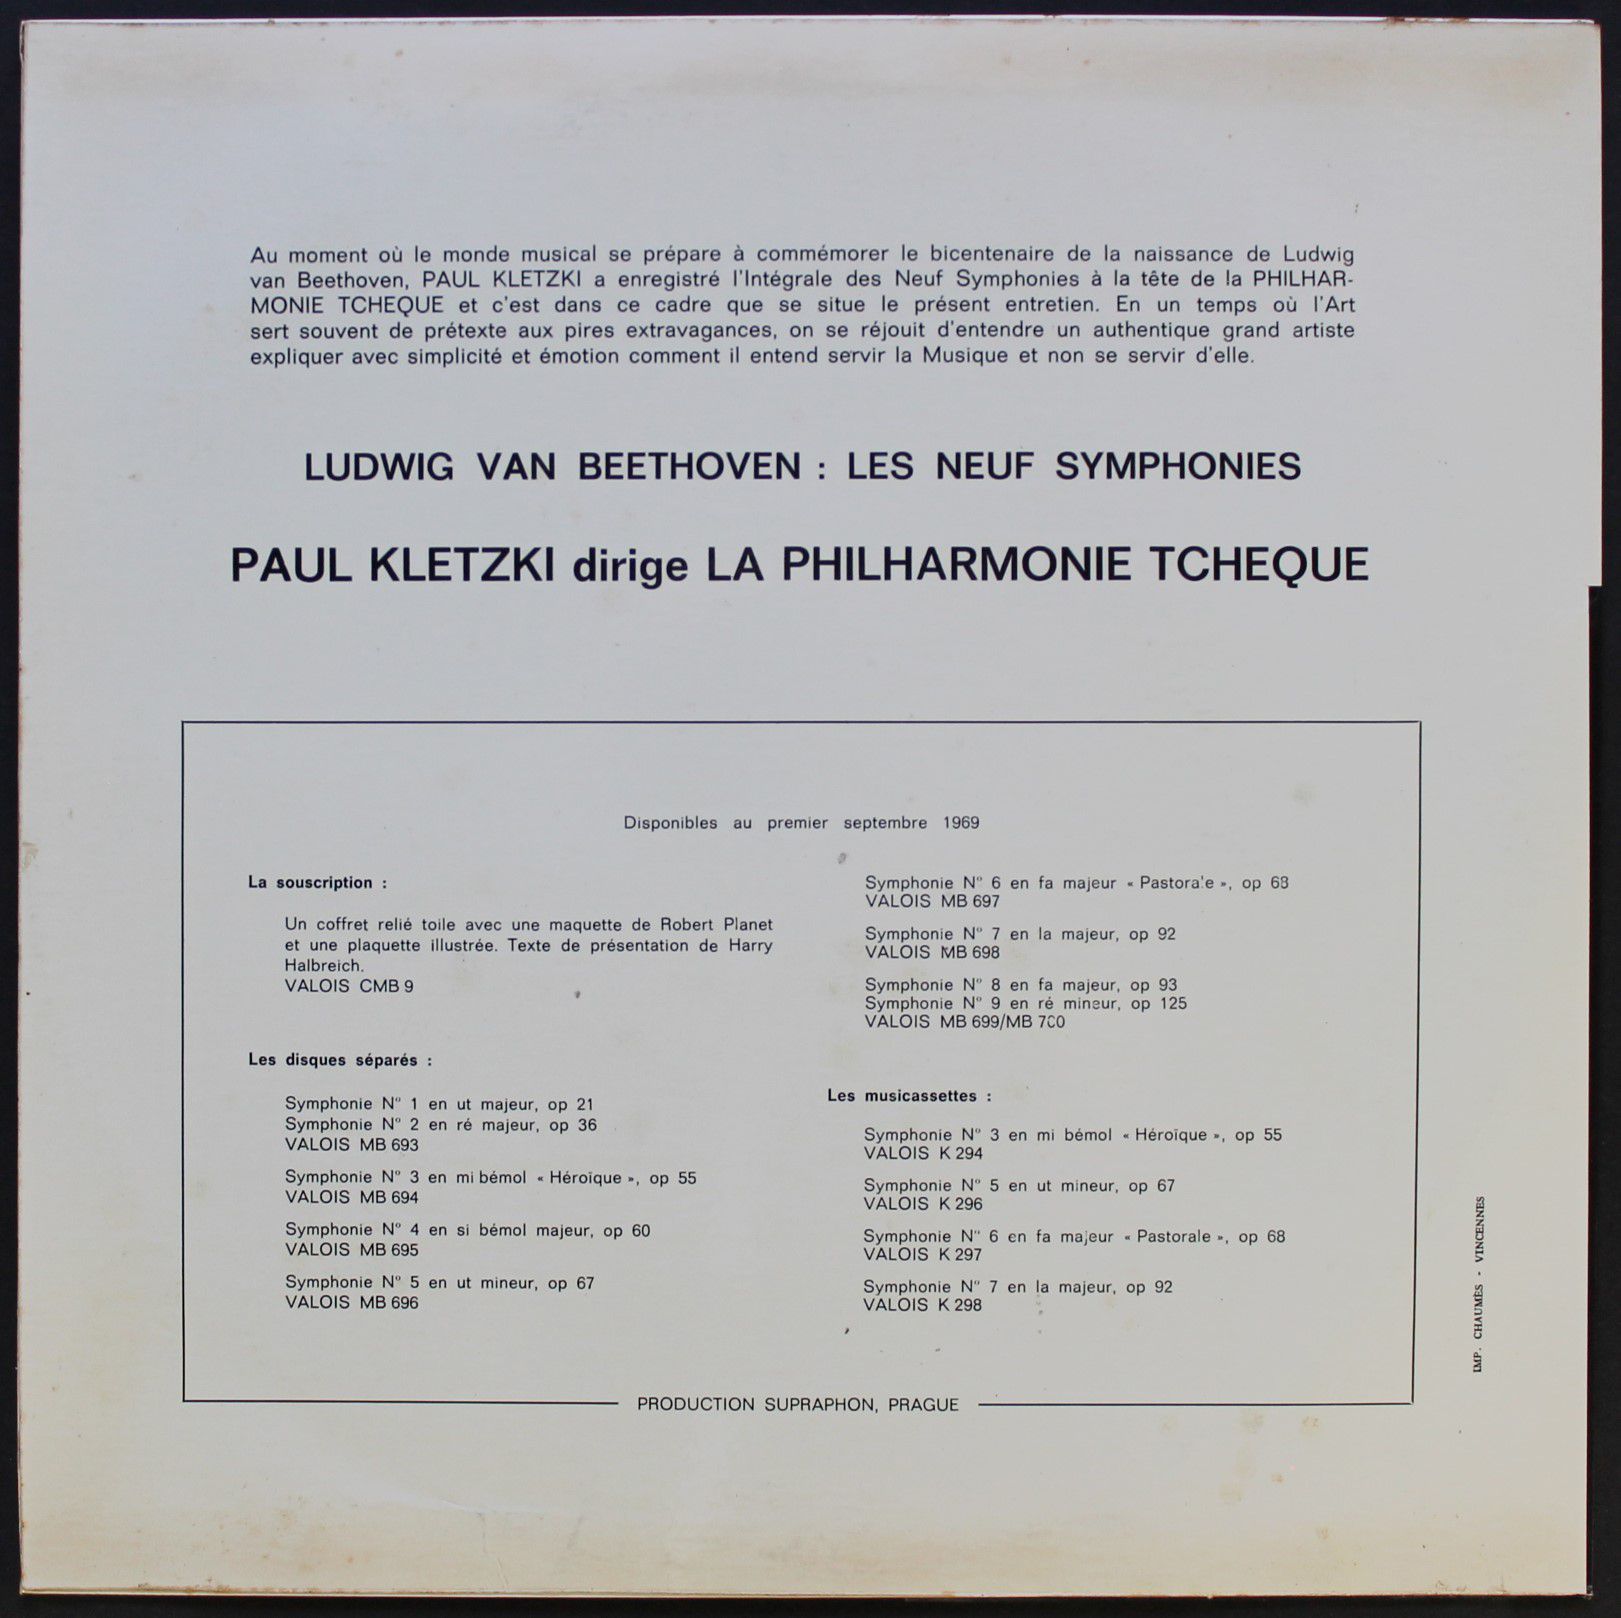 Au moment où le monde musical se prépare à commémorer le bicentenaire de la naissance de Ludwig
van Beethoven, PAUL KLETZKI a enregistré l'Intégrale des Neuf Symphonies à la tête de la PHILHAR-
MONIE TCHEQUE et c'est dans ce cadre que se situe le présent entretien. En un temps où l'Art
sert souvent de prétexte aux pires extravagances, on se réjouit d'entendre un authentique grand artiste
expliquer avec simplicité et émotion comment il entend servir la Musique et non se servir d'elle.
LUDWIG VAN BEETHOVEN : LES NEUF SYMPHONIES
PAUL KLETZKI dirige LA PHILHARMONIE TCHEQUE
Disponibles au premier septembre 1969
La souscription :
Un coffret relié toile avec une maquette de Robert Planet
et une plaquette illustrée. Texte de présentation de Harry
Halbreich.
VALOIS CMB 9
Les disques séparés :
Symphonie N° 1 en ut majeur, op 21
Symphonie N° 2 en ré majeur, op 36
VALOIS MB 693
Symphonie N° 3 en mi bémol « Héroïque », op 55
VALOIS MB 694
Symphonie N° 4 en si bémol majeur, op 60
VALOIS MB 695
Symphonie N° 5 en ut mineur, op 67
VALOIS MB 696
Symphonie N° 6 en fa majeur « Pastorale », op 68
VALOIS MB 697
Symphonie N° 7 en la majeur, op 92
VALOIS MB 698
Symphonie N° 8 en fa majeur, op 93
Symphonie N° 9 en ré mineur, op 125
VALOIS MB 699/MB 700
Les musicassettes :
Symphonie N° 3 en mi bémol « Héroïque », op 55
VALOIS K 294
Symphonie N° 5 en ut mineur, op 67
VALOIS K 296
Symphonie N° 6 en fa majeur « Pastorale », op 68
VALOIS K 297
Symphonie N° 7 en la majeur, op 92
VALOIS K 298
PRODUCTION SUPRAPHON, PRAGUE
IMP. CHAUMÈS - VINCENNES